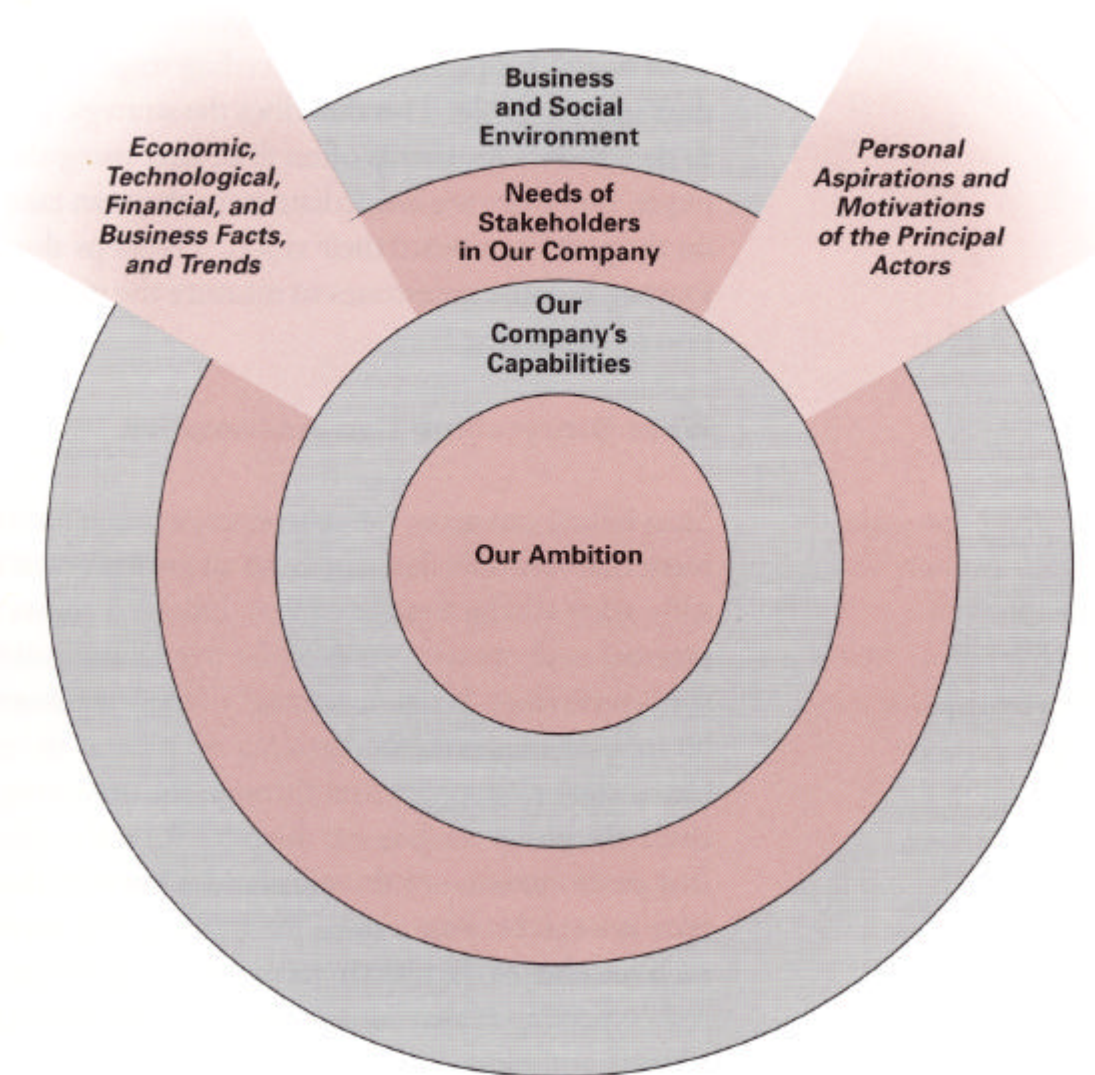 Business
and Social
Environment
Economic,
Technological,
Financial, and
Business Facts,
and Trends
Personal
Aspirations and
Motivations
of the Principal
Actors
Needs of
Stakeholders
in Our Company
Our
Company's
Capabilities
Our Ambition